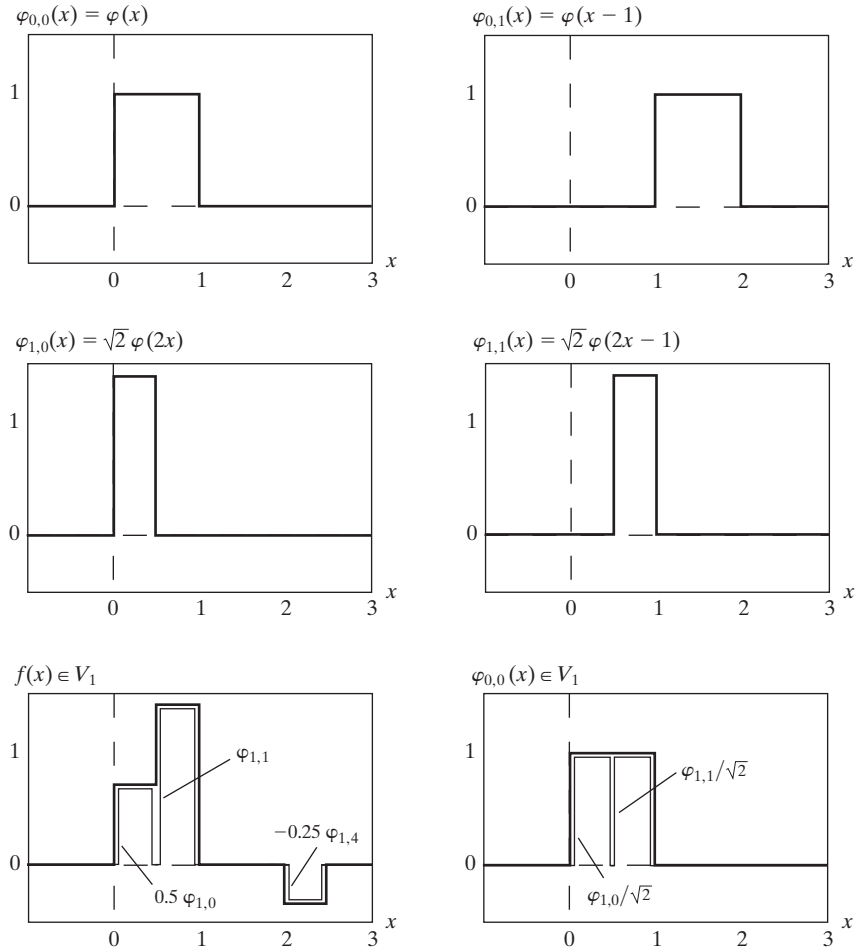 φ₀,₀(x) = φ(x)
1
0
0 1 2 3 x
φ₀,₁(x) = φ(x − 1)
1
0
0 1 2 3 x
φ₁,₀(x) = √2 φ(2x)
1
0
0 1 2 3 x
φ₁,₁(x) = √2 φ(2x − 1)
1
0
0 1 2 3 x
f(x) ∈ V₁
1
φ₁,₁
−0.25 φ₁,₄
0
0.5 φ₁,₀
0 1 2 3 x
φ₀,₀(x) ∈ V₁
1
φ₁,₁/√2
0
φ₁,₀/√2
0 1 2 3 x